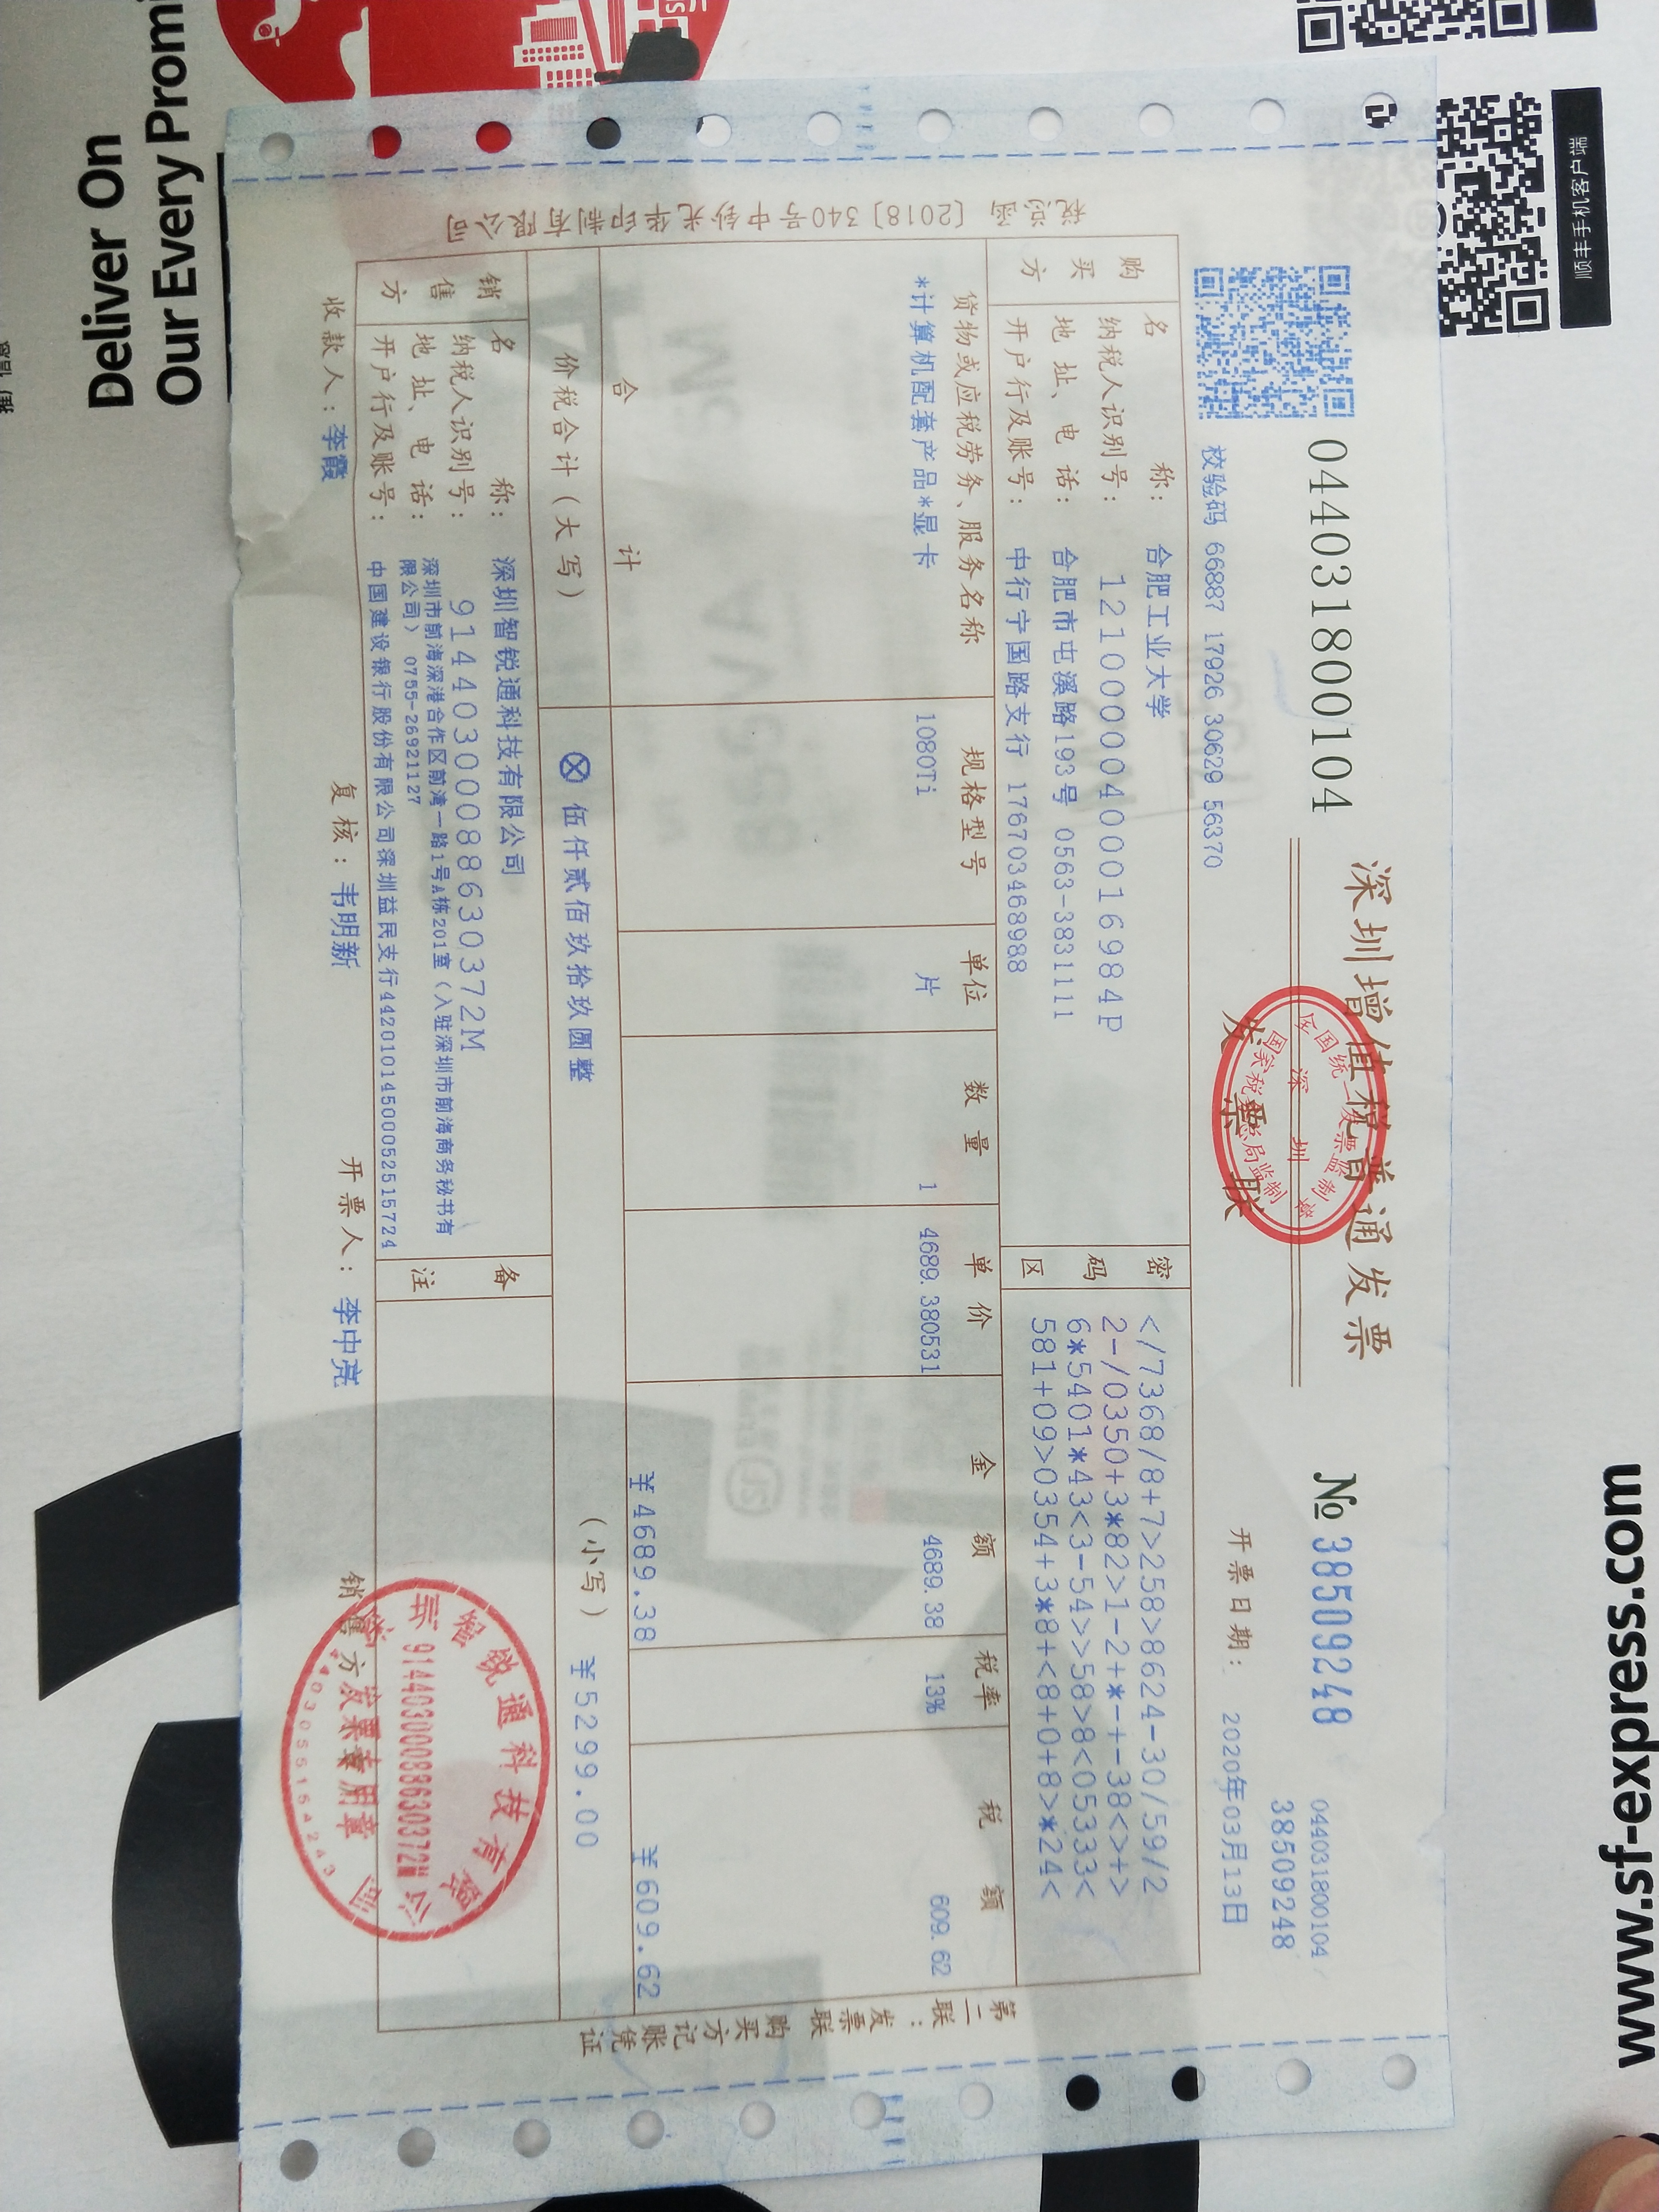 044031800104
深圳增值税普通发票
发票联
全国统一发票监制章
深圳
国家税务总局监制
№ 38509248
044031800104
38509248
校验码 66887 17926 30629 56370
开票日期： 2020年03月13日
购买方
名称： 合肥工业大学
纳税人识别号： 12100000400016984P
地址、电话： 合肥市屯溪路193号 0563-3831111
开户行及账号： 中行宁国路支行 176703468988
密码区
</7368/8+7>258>8624-30/59/2
2-/0350+3*82>1-2+*-+-38<>+>
6*5401*43<3-54>>58>8<05333<
581+09>0354+3*8+<8+0+8>*24<
货物或应税劳务、服务名称 规格型号 单位 数量 单价 金额 税率 税额
*计算机配套产品*显卡 1080Ti 片 1 4689.380531 4689.38 13% 609.62
合计 ¥4689.38 ¥609.62
价税合计（大写） ⊗ 伍仟贰佰玖拾玖圆整 （小写） ¥5299.00
销售方
名称： 深圳智锐通科技有限公司
纳税人识别号： 91440300088630372M
地址、电话： 深圳市前海深港合作区前湾一路1号A栋201室（入驻深圳市前海商务秘书有
限公司） 0755-26921127
开户行及账号： 中国建设银行股份有限公司深圳益民支行44201014500052515724
备注
收款人：李霞 复核：韦明新 开票人：李中亮 销售方
智锐通科技有限公司
91440300088630372M
发票专用章
税总函〔2018〕340号中钞光华印制有限公司
第二联：发票联 购买方记账凭证
Deliver On
Our Every Promi
顺丰手机客户端
www.sf-express.com